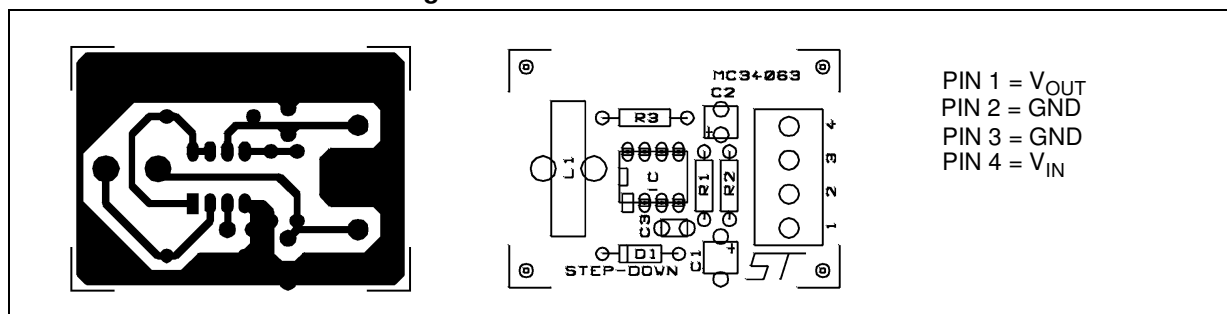 MC34063
C2
R3
4
3
2
1
L1
IC
R1
R2
C3
D1
C1
+
+
STEP-DOWN
ST
PIN 1 = VOUT
PIN 2 = GND
PIN 3 = GND
PIN 4 = VIN